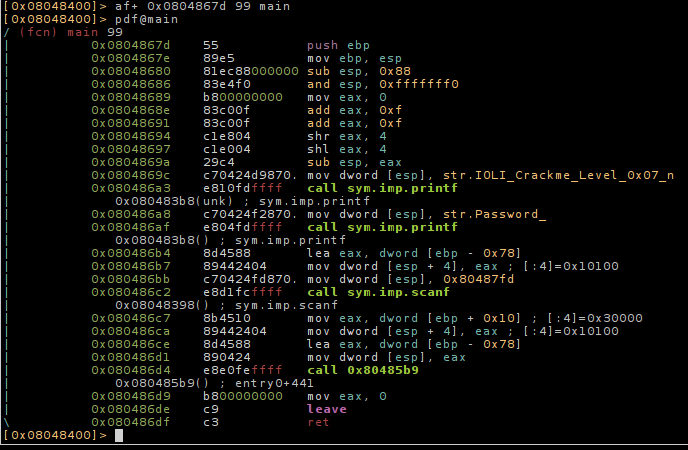 [0x08048400]> af+ 0x0804867d 99 main
[0x08048400]> pdf@main
/ (fcn) main 99
| 0x0804867d 55 push ebp
| 0x0804867e 89e5 mov ebp, esp
| 0x08048680 81ec88000000 sub esp, 0x88
| 0x08048686 83e4f0 and esp, 0xfffffff0
| 0x08048689 b800000000 mov eax, 0
| 0x0804868e 83c00f add eax, 0xf
| 0x08048691 83c00f add eax, 0xf
| 0x08048694 c1e804 shr eax, 4
| 0x08048697 c1e004 shl eax, 4
| 0x0804869a 29c4 sub esp, eax
| 0x0804869c c70424d9870. mov dword [esp], str.IOLI_Crackme_Level_0x07_n
| 0x080486a3 e810fdffff call sym.imp.printf
| 0x080483b8(unk) ; sym.imp.printf
| 0x080486a8 c70424f2870. mov dword [esp], str.Password_
| 0x080486af e804fdffff call sym.imp.printf
| 0x080483b8() ; sym.imp.printf
| 0x080486b4 8d4588 lea eax, dword [ebp - 0x78]
| 0x080486b7 89442404 mov dword [esp + 4], eax ; [:4]=0x10100
| 0x080486bb c70424fd870. mov dword [esp], 0x80487fd
| 0x080486c2 e8d1fcffff call sym.imp.scanf
| 0x08048398() ; sym.imp.scanf
| 0x080486c7 8b4510 mov eax, dword [ebp + 0x10] ; [:4]=0x30000
| 0x080486ca 89442404 mov dword [esp + 4], eax ; [:4]=0x10100
| 0x080486ce 8d4588 lea eax, dword [ebp - 0x78]
| 0x080486d1 890424 mov dword [esp], eax
| 0x080486d4 e8e0feffff call 0x80485b9
| 0x080485b9() ; entry0+441
| 0x080486d9 b800000000 mov eax, 0
| 0x080486de c9 leave
\ 0x080486df c3 ret
[0x08048400]>